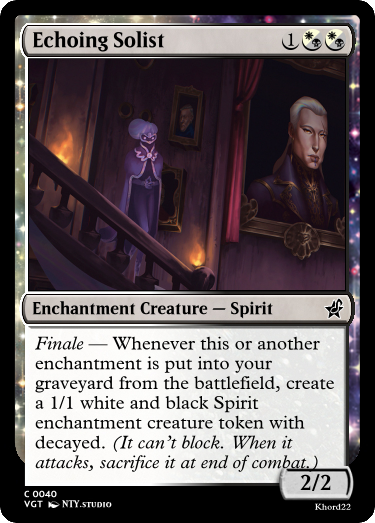 Echoing Solist 1
Enchantment Creature — Spirit
Finale — Whenever this or another
enchantment is put into your
graveyard from the battlefield, create
a 1/1 white and black Spirit
enchantment creature token with
decayed. (It can't block. When it
attacks, sacrifice it at end of combat.)
2/2
C 0040
VGT NTY.STUDIO
Khord22